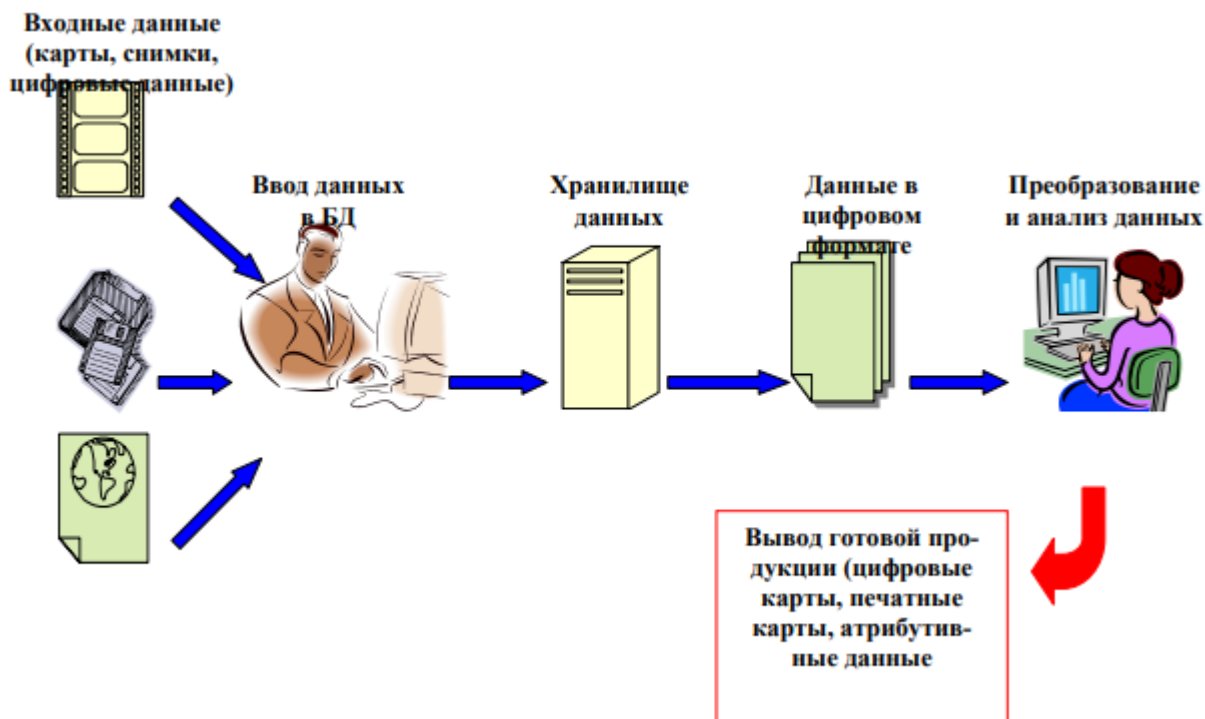 Входные данные
(карты, снимки,
цифровые данные)
Ввод данных
в БД
Хранилище
данных
Данные в
цифровом
формате
Преобразование
и анализ данных
Вывод готовой про-
дукции (цифровые
карты, печатные
карты, атрибутив-
ные данные